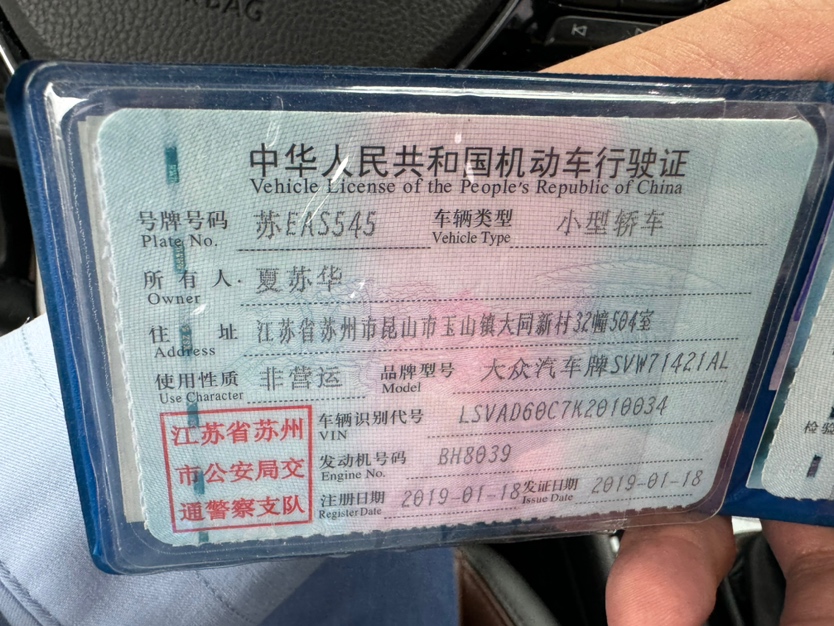 RBAG
中华人民共和国机动车行驶证
Vehicle License of the People's Republic of China
号牌号码 苏EAS545 车辆类型 小型轿车
Plate No. Vehicle Type
所有人 夏苏华
Owner
住址 江苏省苏州市昆山市玉山镇大同新村32幢504室
Address
使用性质 非营运 品牌型号 大众汽车牌SVW71421AL
Use Character Model
江苏省苏州市公安局交通警察支队
车辆识别代号 LSVAD60C7K2010034
VIN
发动机号码 BH8039
Engine No.
注册日期 2019-01-18 发证日期 2019-01-18
Register Date Issue Date
检验